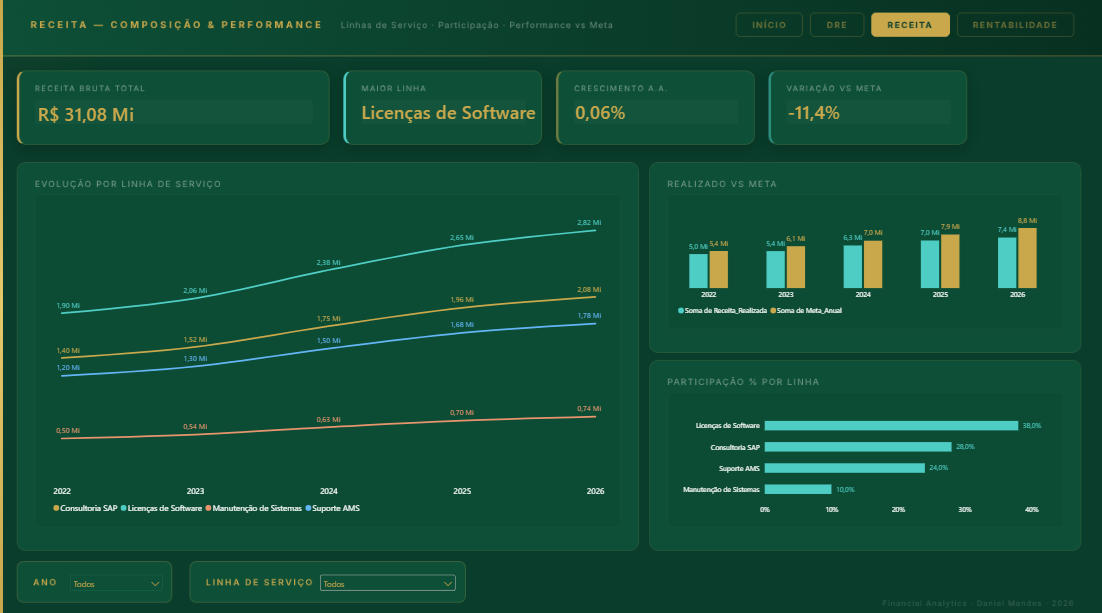 RECEITA — COMPOSIÇÃO & PERFORMANCE Linhas de Serviço · Participação · Performance vs Meta INÍCIO DRE RECEITA RENTABILIDADE
RECEITA BRUTA TOTAL
R$ 31,08 Mi
MAIOR LINHA
Licenças de Software
CRESCIMENTO A.A.
0,06%
VARIAÇÃO VS META
-11,4%
EVOLUÇÃO POR LINHA DE SERVIÇO
1,90 Mi 2,06 Mi 2,38 Mi 2,65 Mi 2,82 Mi
1,40 Mi 1,52 Mi 1,75 Mi 1,96 Mi 2,08 Mi
1,20 Mi 1,30 Mi 1,50 Mi 1,68 Mi 1,78 Mi
0,50 Mi 0,54 Mi 0,63 Mi 0,70 Mi 0,74 Mi
2022 2023 2024 2025 2026
Consultoria SAP Licenças de Software Manutenção de Sistemas Suporte AMS
REALIZADO VS META
5,0 Mi 5,4 Mi 5,4 Mi 6,1 Mi 6,3 Mi 7,0 Mi 7,0 Mi 7,9 Mi 7,4 Mi 8,8 Mi
2022 2023 2024 2025 2026
Soma de Receita_Realizada Soma de Meta_Anual
PARTICIPAÇÃO % POR LINHA
Licenças de Software 38,0%
Consultoria SAP 28,0%
Suporte AMS 24,0%
Manutenção de Sistemas 10,0%
0% 10% 20% 30% 40%
ANO Todos
LINHA DE SERVIÇO Todos
Financial Analytics · Daniel Mendes · 2026